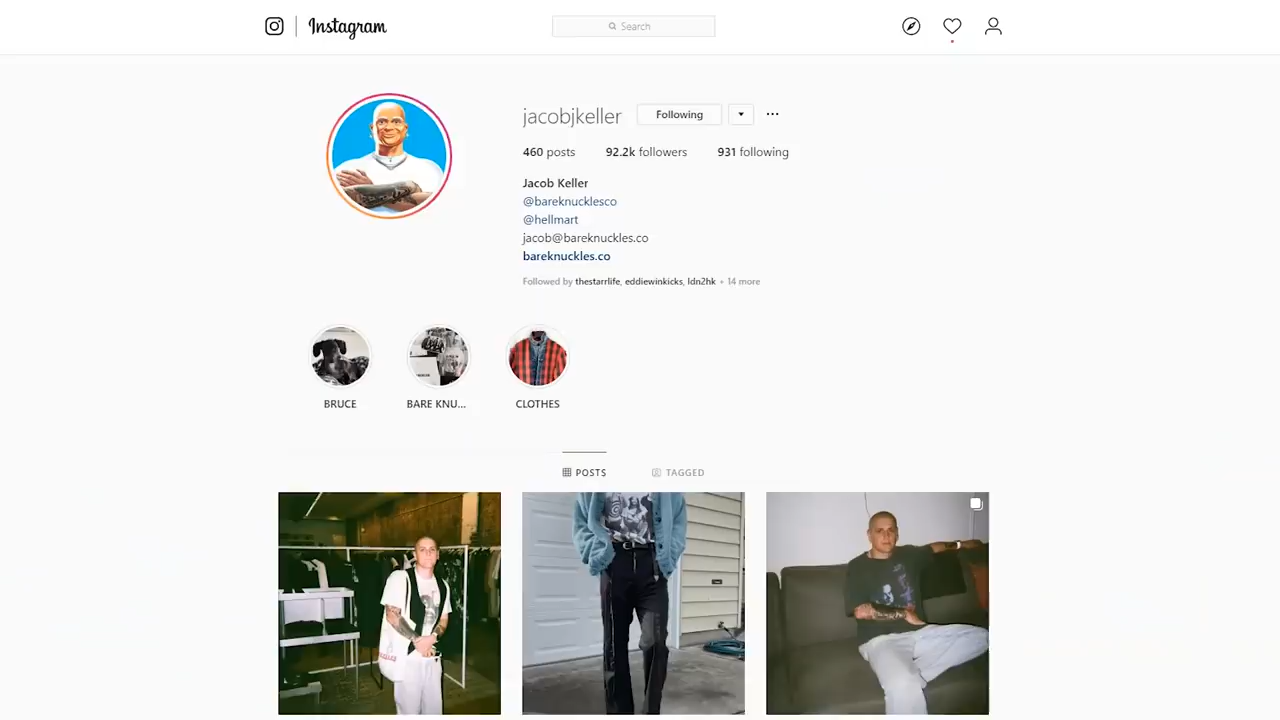 Instagram
Search
jacobjkeller
Following
460 posts 92.2k followers 931 following
Jacob Keller
@bareknucklesco
@hellmart
jacob@bareknuckles.co
bareknuckles.co
Followed by thestarrlife, eddiewinkicks, ldn2hk + 14 more
BRUCE BARE KNU... CLOTHES
POSTS TAGGED